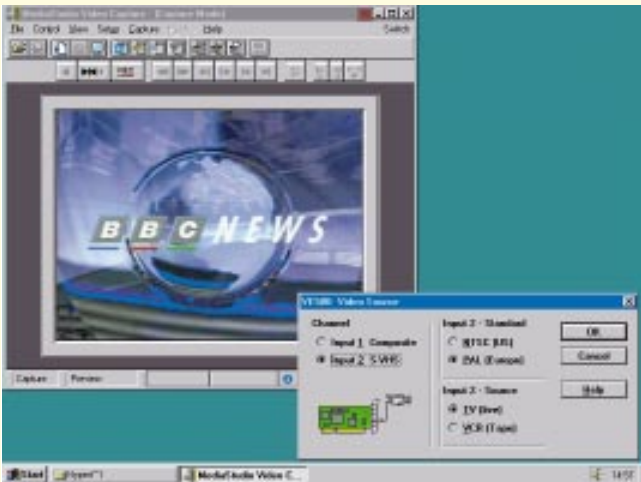 MediaStudio Video Capture - [Capture Mode]
File Control View Setup Capture Help
Switch
BBC NEWS
Capture Preview
Video Source
Channel
Input 1 Composite
Input 2 S-VHS
Input 2 - Standard
NTSC (US)
PAL (Europe)
Input 2 - Source
TV (live)
VCR (Tape)
OK
Cancel
Help
Start
MediaStudio Video C...
14:57